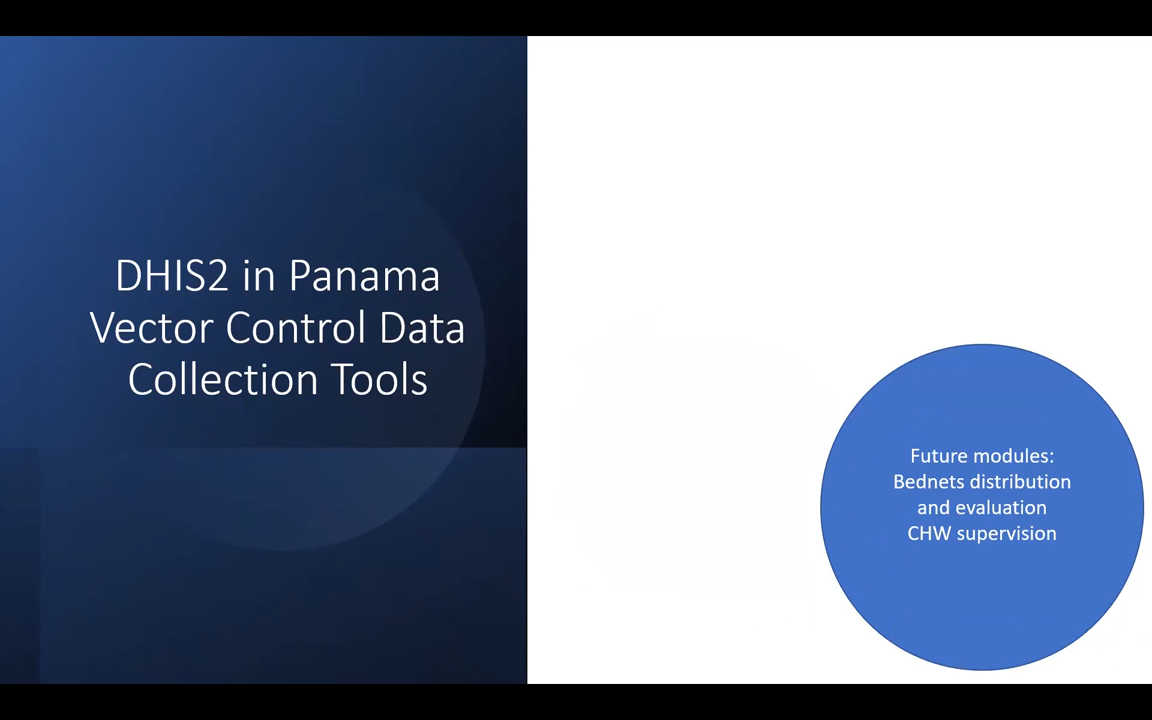 DHIS2 in Panama
Vector Control Data
Collection Tools
Future modules:
Bednets distribution
and evaluation
CHW supervision